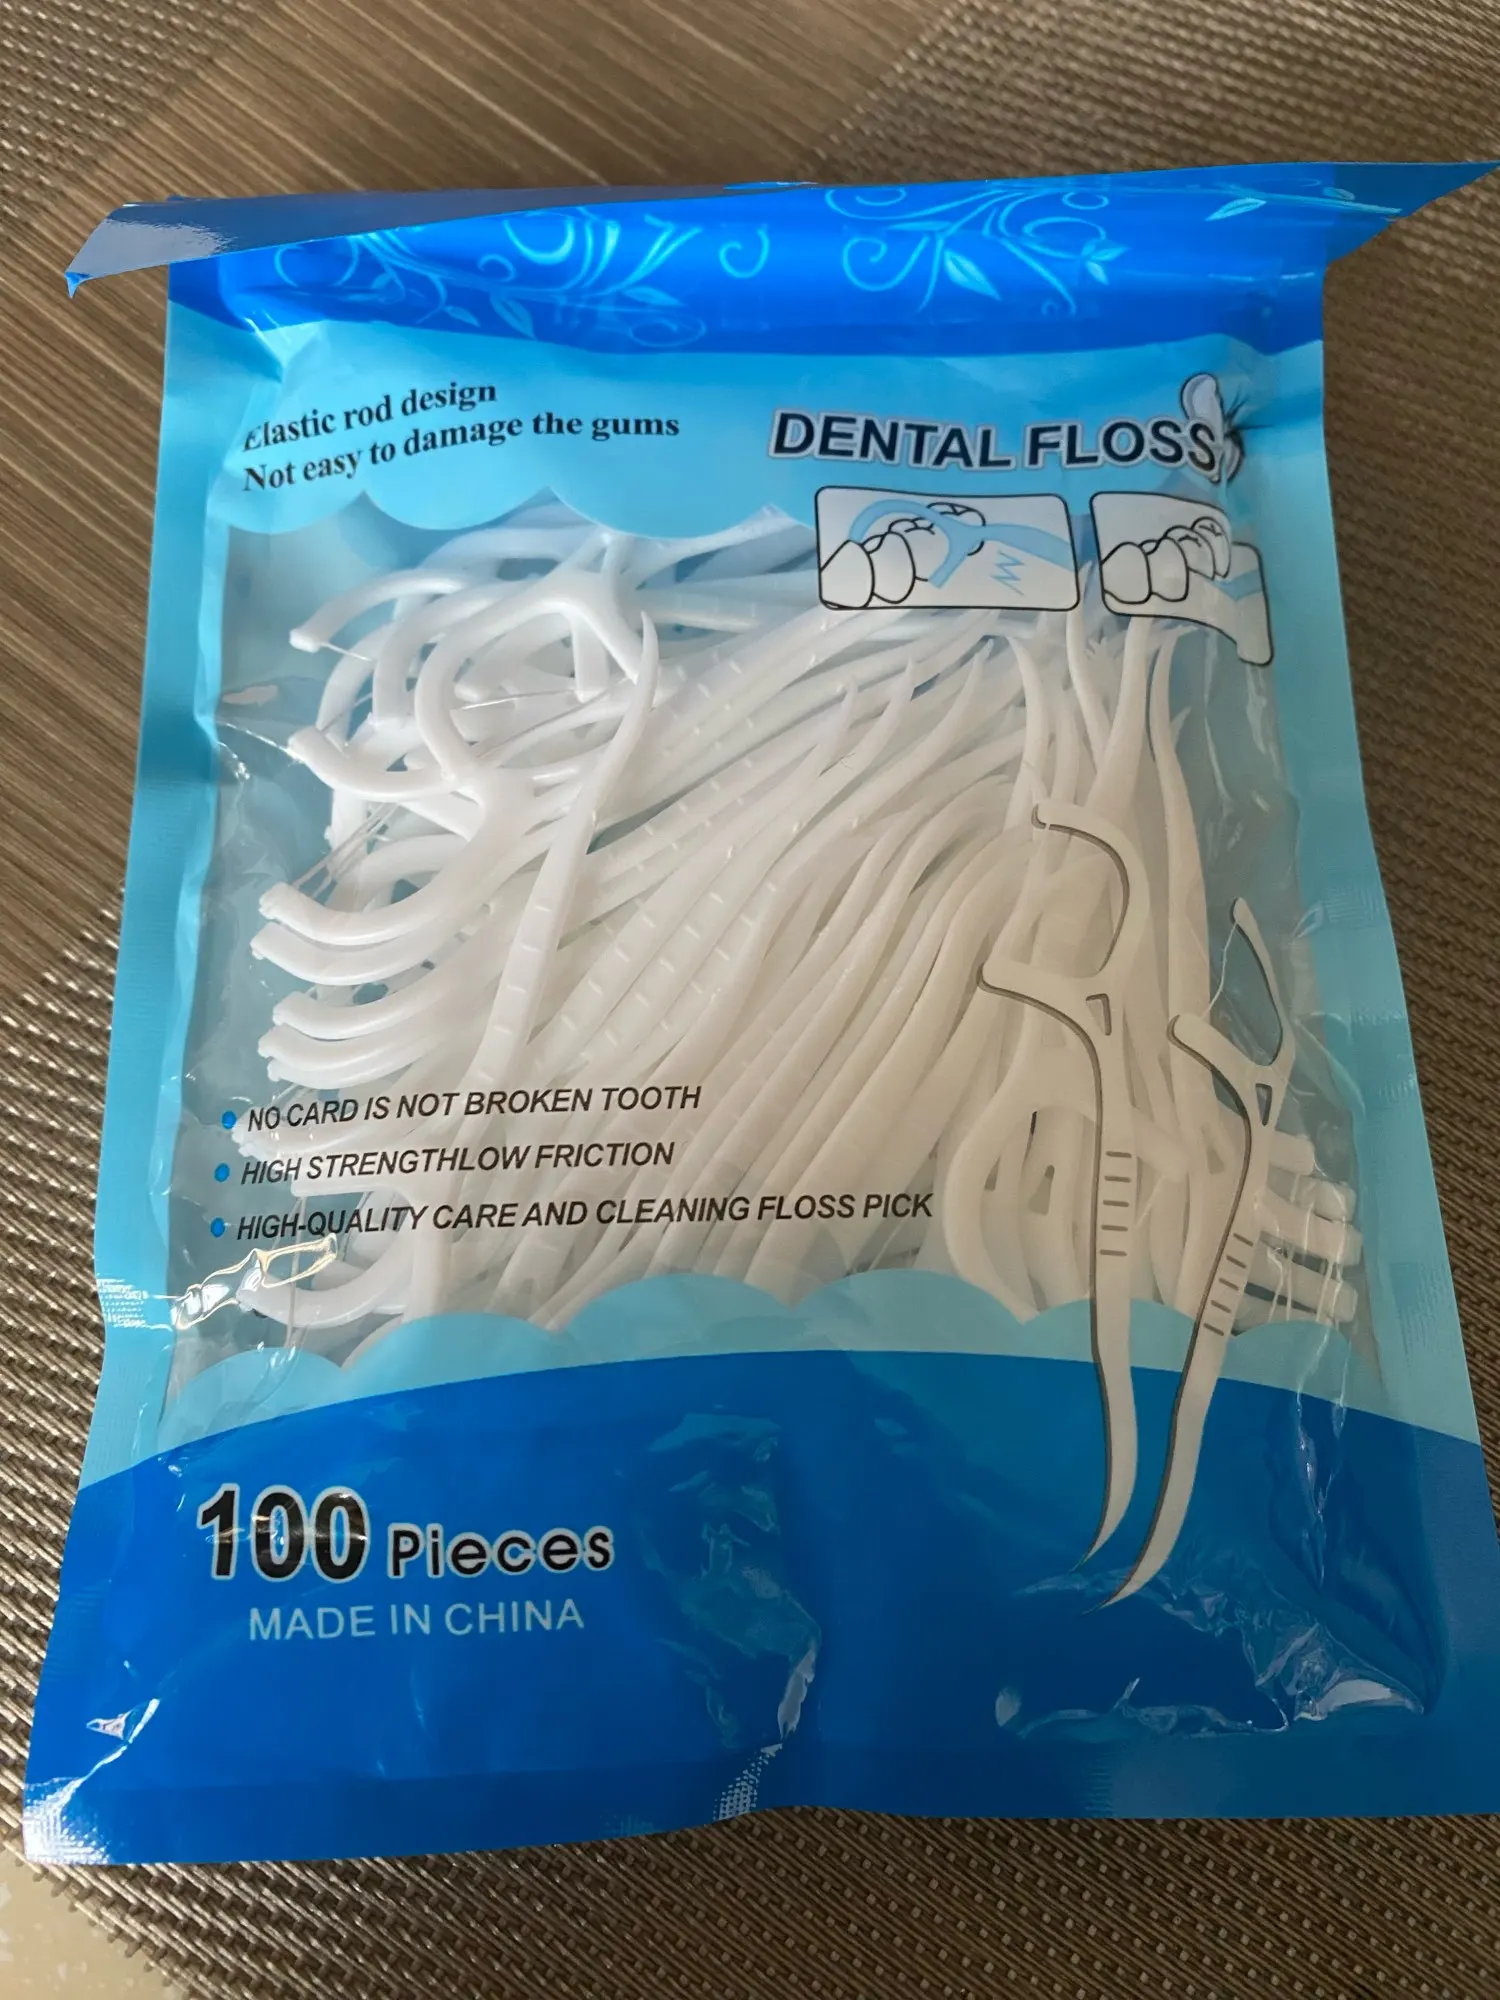 Elastic rod design
Not easy to damage the gums
DENTAL FLOSS
NO CARD IS NOT BROKEN TOOTH
HIGH STRENGTHLOW FRICTION
HIGH-QUALITY CARE AND CLEANING FLOSS PICK
100 Pieces
MADE IN CHINA